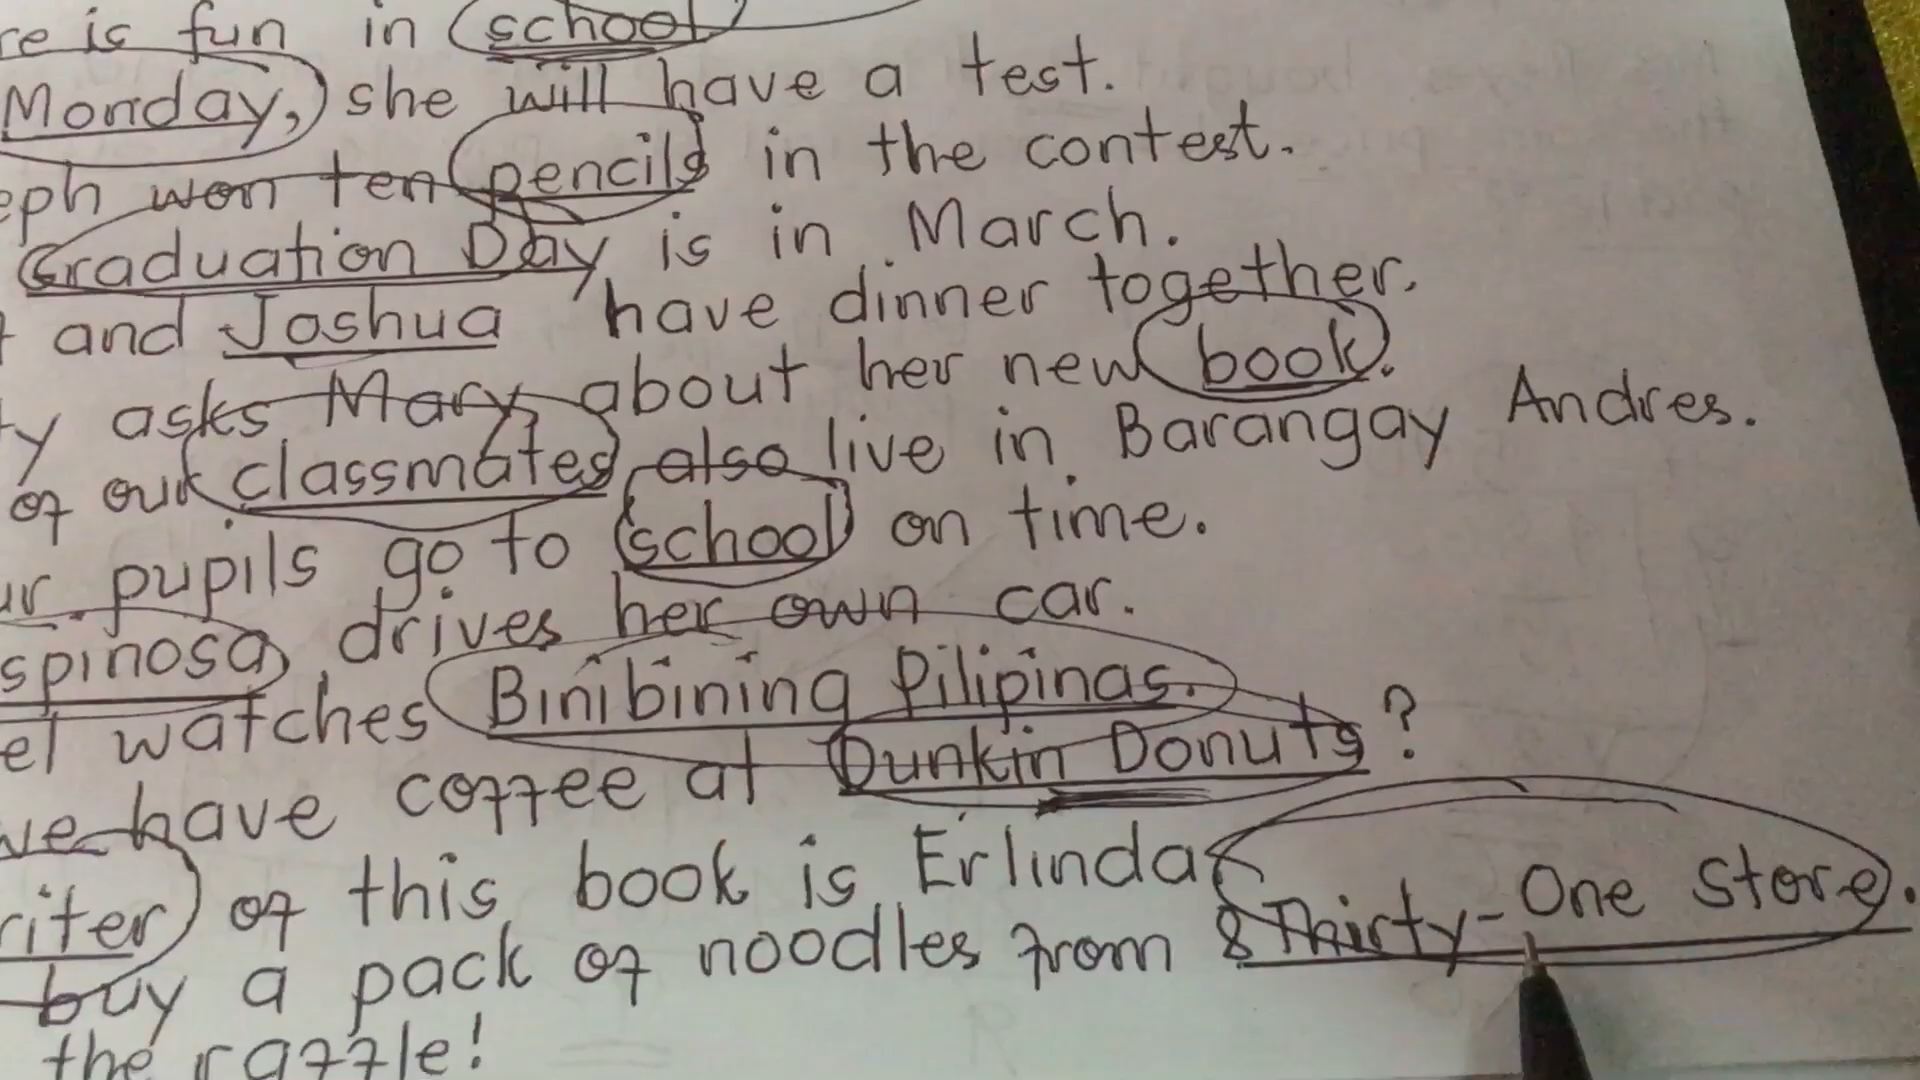 re is fun in school
Monday, she will have a test.
eph won ten pencils in the contest.
Graduation Day is in March.
and Joshua have dinner together.
ty asks Mary about her new book.
of our classmates also live in Barangay Andres.
ur pupils go to school on time.
spinosa drives her own car.
el watches Binibining Pilipinas.
we have coffee at Dunkin Donuts?
riter of this book is Erlinda
buy a pack of noodles from 8 Thirty-One Store.
the raffle!